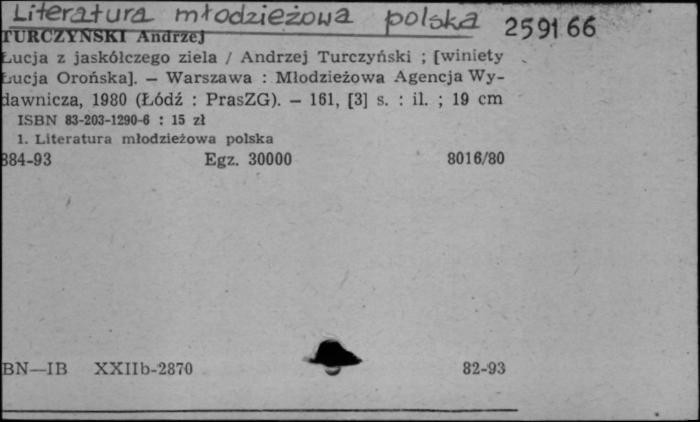 Literatura młodzieżowa polska 259166
TURCZYŃSKI Andrzej
Łucja z jaskółczego ziela / Andrzej Turczyński ; [winiety
Łucja Orońska]. — Warszawa : Młodzieżowa Agencja Wy-
dawnicza, 1980 (Łódź : PrasZG). — 161, [3] s. : il. ; 19 cm
ISBN 83-203-1290-6 : 15 zł
1. Literatura młodzieżowa polska
884-93 Egz. 30000 8016/80
BN—IB XXIIb-2870 82-93